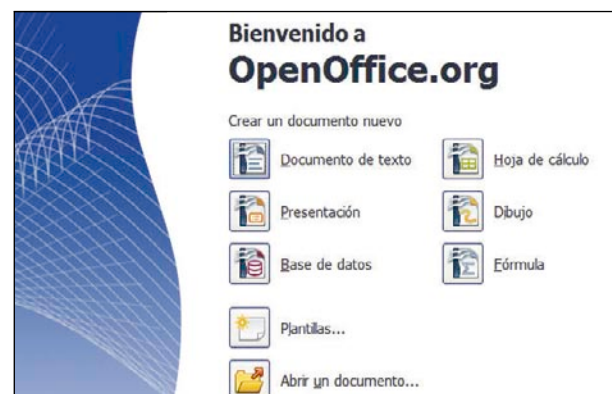 Bienvenido a
OpenOffice.org
Crear un documento nuevo
Documento de texto
Hoja de cálculo
Presentación
Dibujo
Base de datos
Fórmula
Plantillas...
Abrir un documento...